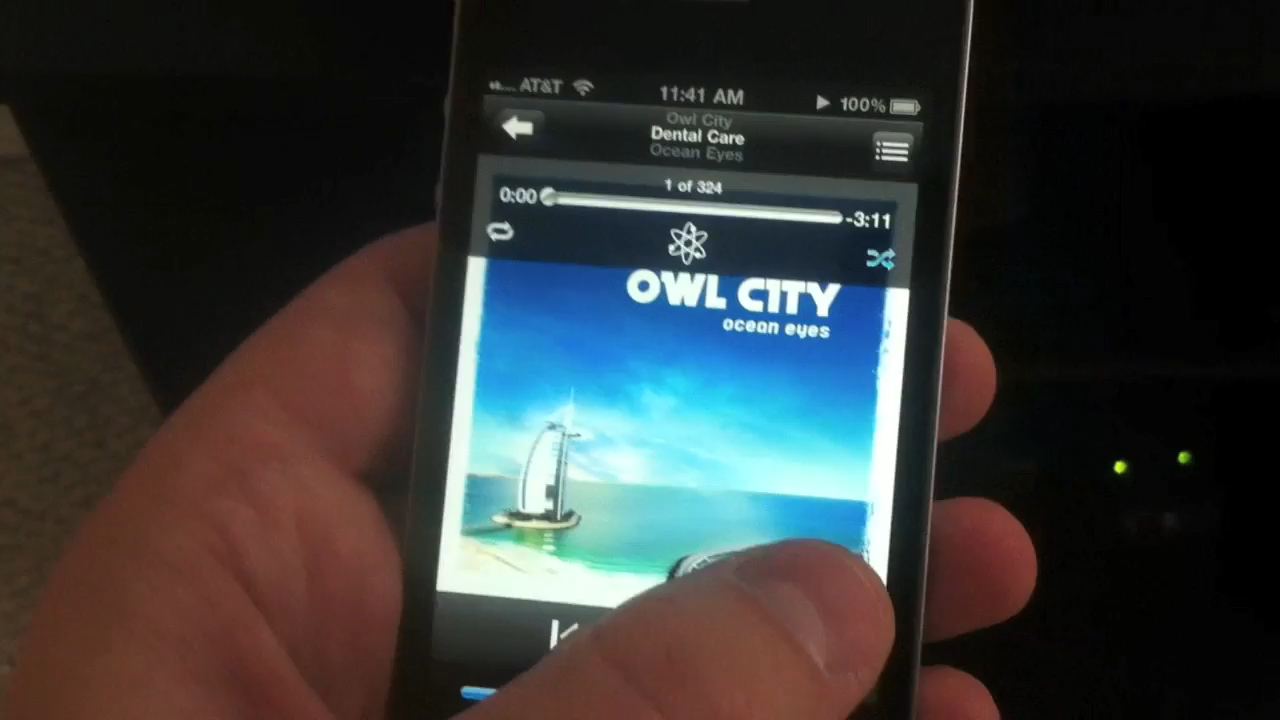 AT&T 11:41 AM 100%
Owl City
Dental Care
Ocean Eyes
1 of 324
0:00 -3:11
OWL CITY
ocean eyes